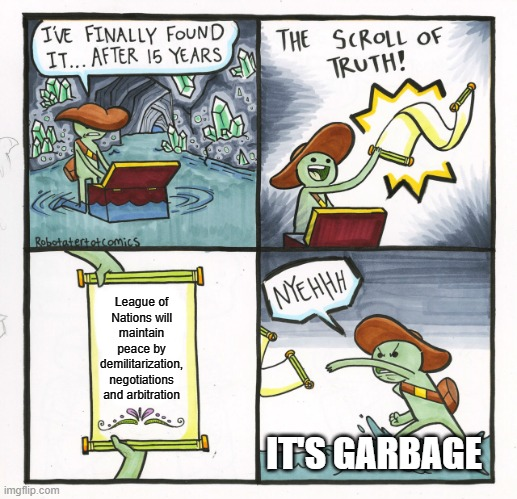 I'VE FINALLY FOUND
IT... AFTER 15 YEARS
THE SCROLL OF
TRUTH!
Robotatertotcomics
League of
Nations will
maintain
peace by
demilitarization,
negotiations
and arbitration
NYEHHH
IT'S GARBAGE
imgflip.com